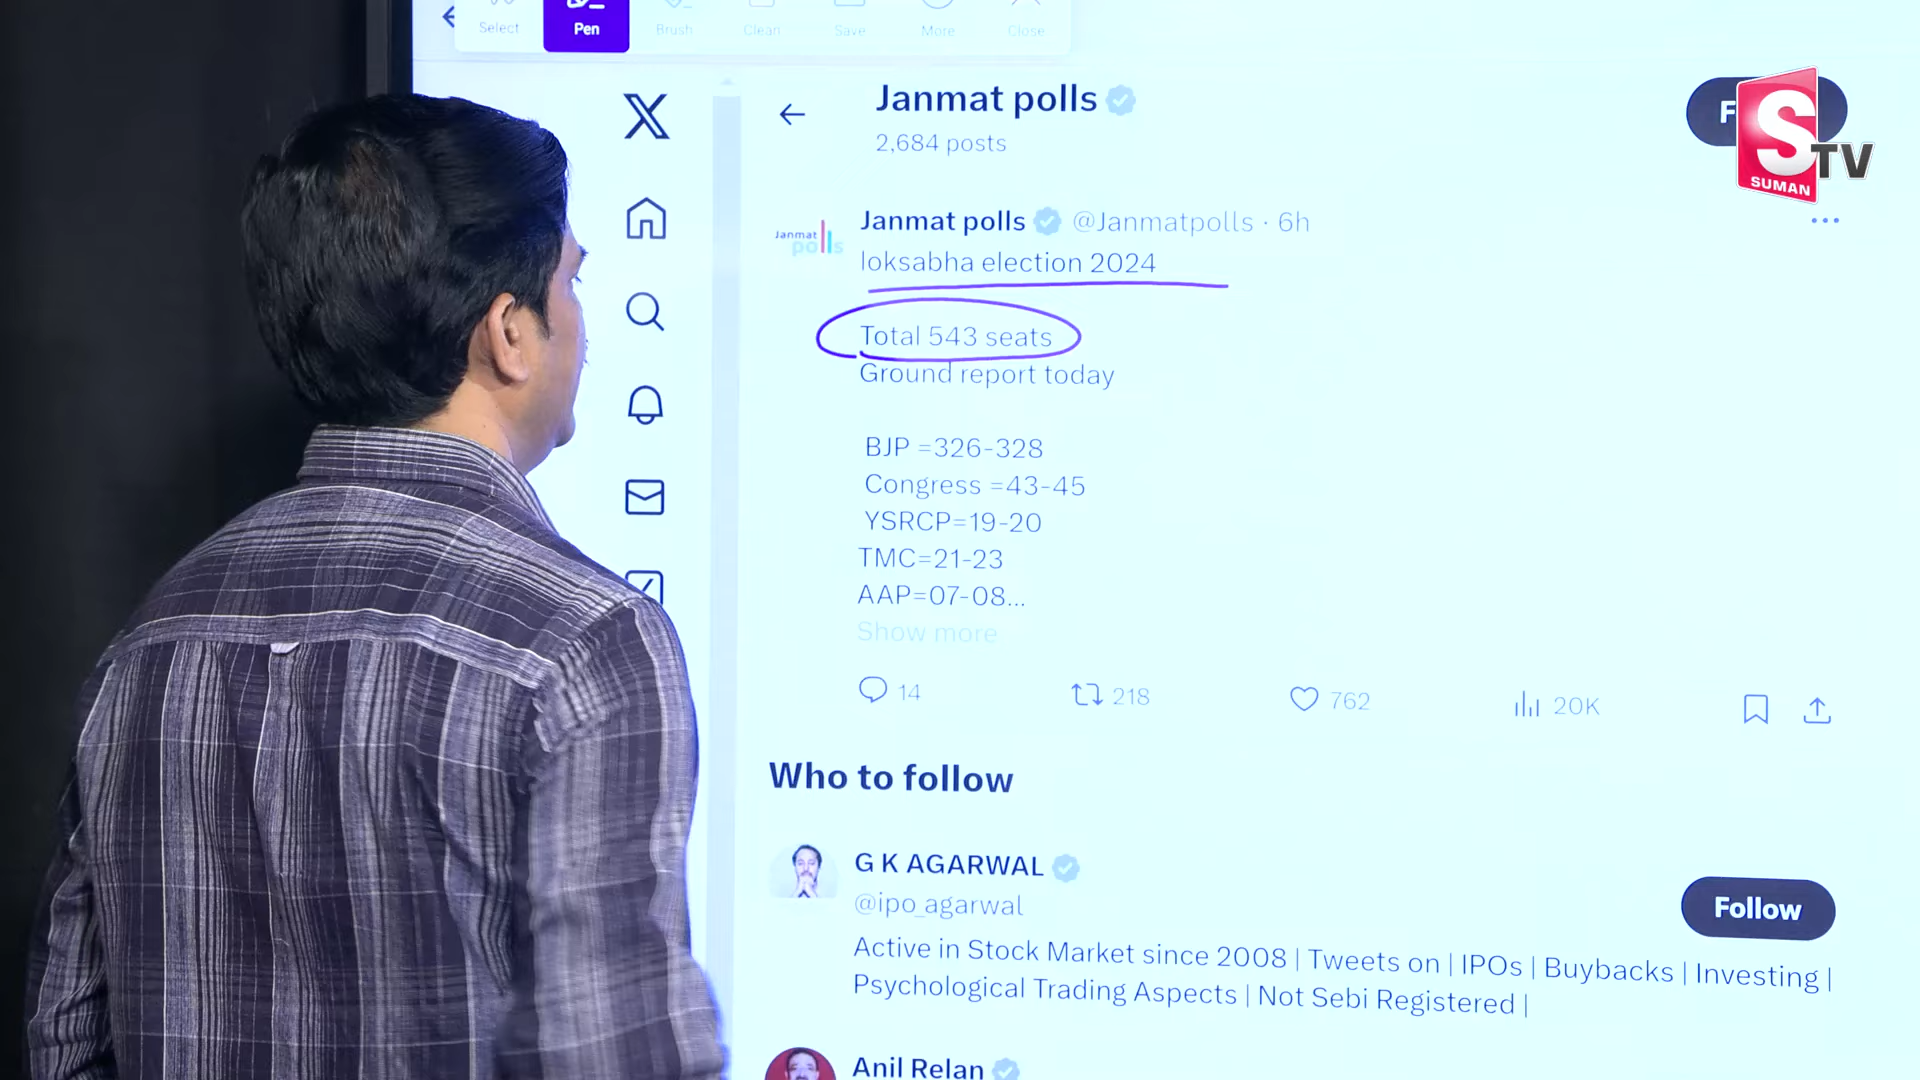 Select
Pen
Brush
Clean
Save
More
Close
Janmat polls
2,684 posts
S
TV
SUMAN
Janmat
polls
Janmat polls @Janmatpolls · 6h
loksabha election 2024
Total 543 seats
Ground report today
BJP =326-328
Congress =43-45
YSRCP=19-20
TMC=21-23
AAP=07-08...
Show more
14
218
762
20K
Who to follow
G K AGARWAL
@ipo_agarwal
Follow
Active in Stock Market since 2008 | Tweets on | IPOs | Buybacks | Investing |
Psychological Trading Aspects | Not Sebi Registered |
Anil Relan